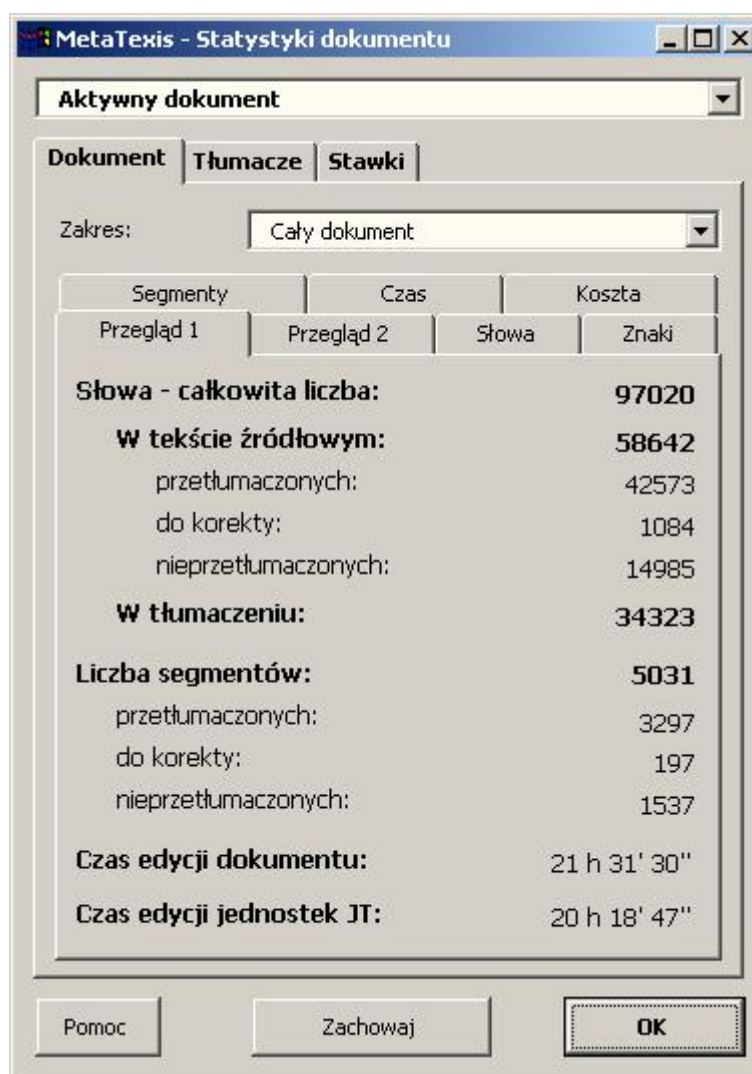 MetaTexis - Statystyki dokumentu
Aktywny dokument
Dokument Tłumacze Stawki
Zakres: Cały dokument
Segmenty Czas Koszta
Przegląd 1 Przegląd 2 Słowa Znaki
Słowa - całkowita liczba: 97020
W tekście źródłowym: 58642
przetłumaczonych: 42573
do korekty: 1084
nieprzetłumaczonych: 14985
W tłumaczeniu: 34323
Liczba segmentów: 5031
przetłumaczonych: 3297
do korekty: 197
nieprzetłumaczonych: 1537
Czas edycji dokumentu: 21 h 31' 30"
Czas edycji jednostek JT: 20 h 18' 47"
Pomoc Zachowaj OK